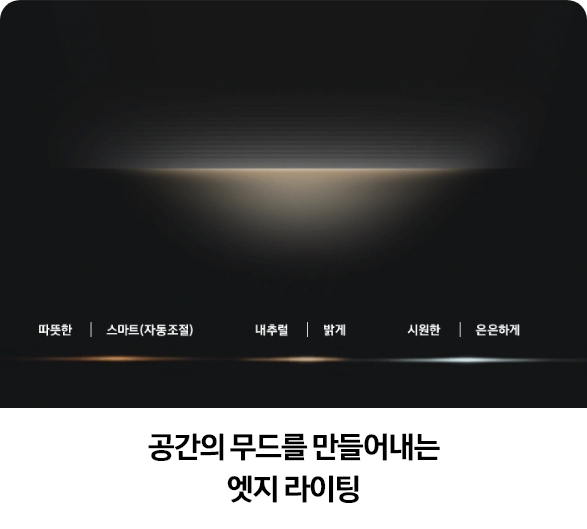 따뜻한 | 스마트(자동조절) 내추럴 | 밝게 시원한 | 은은하게
공간의 무드를 만들어내는
엣지 라이팅